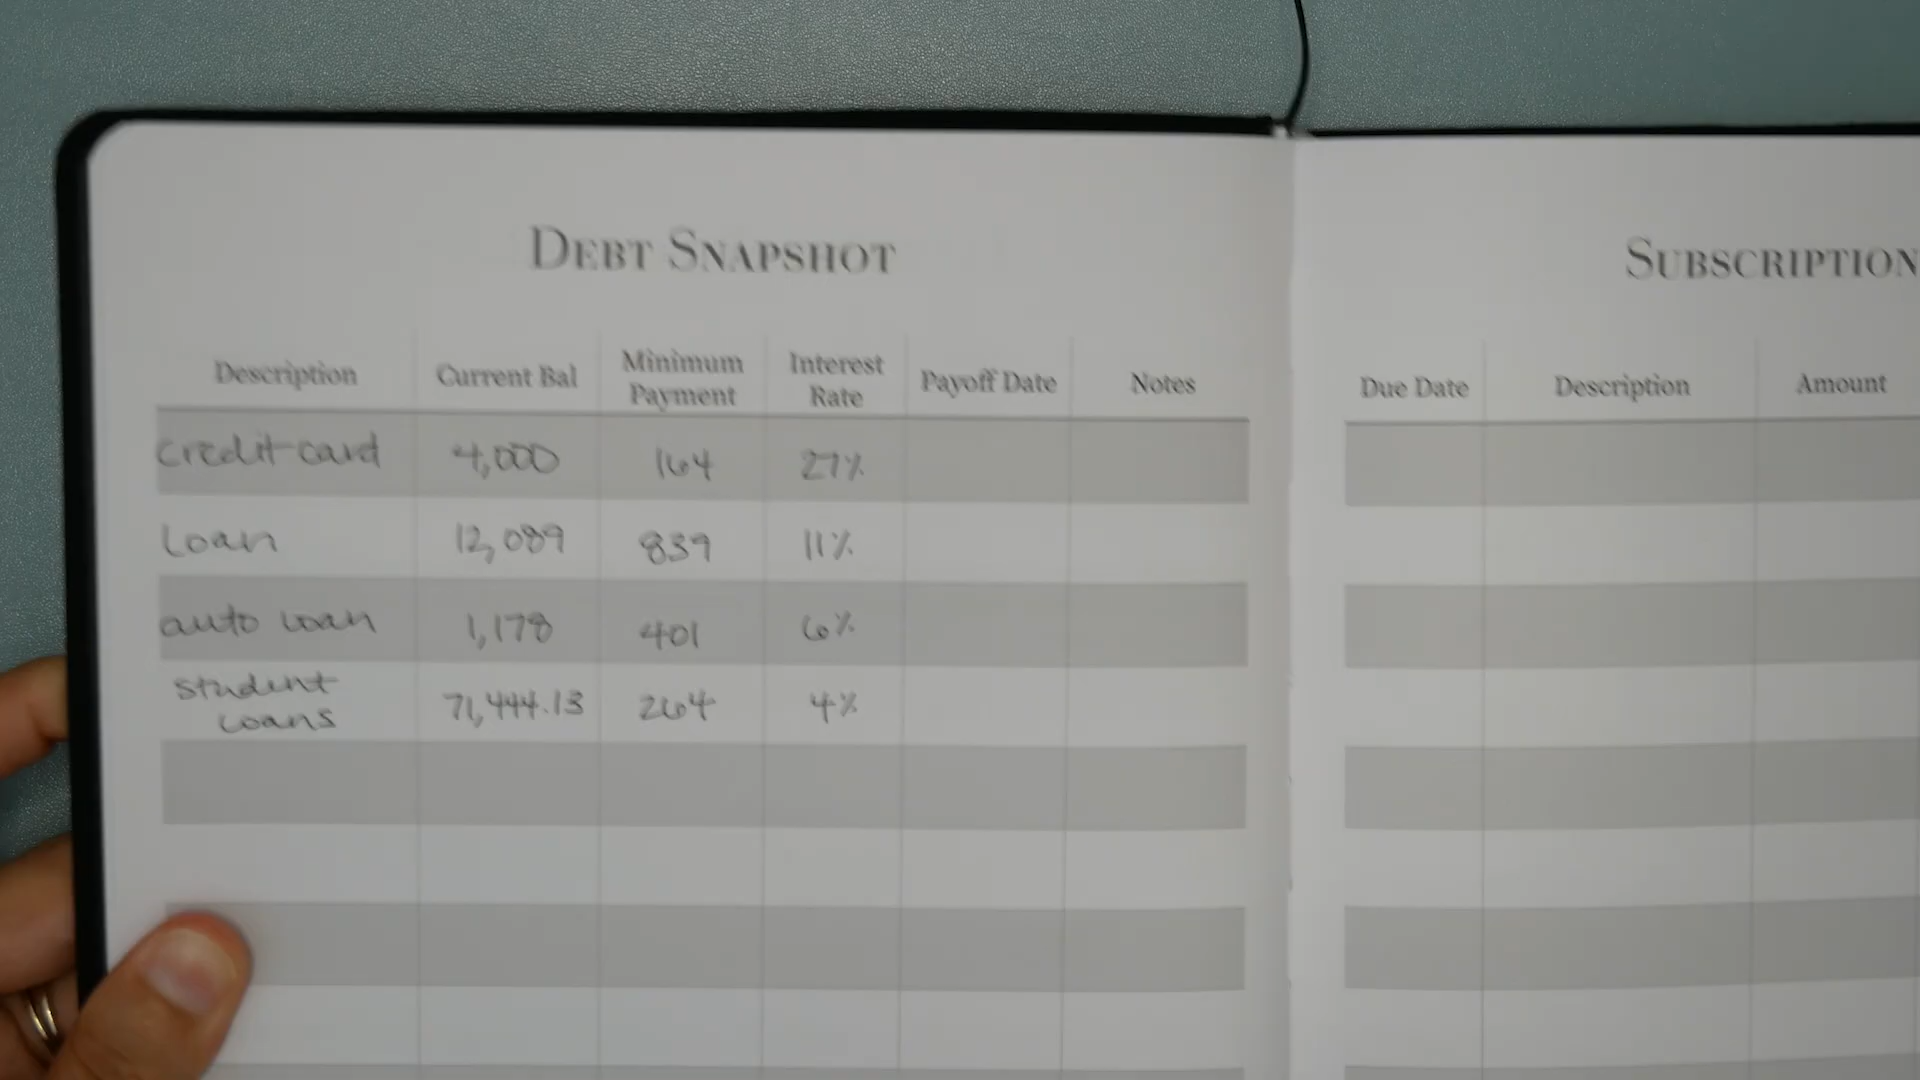 DEBT SNAPSHOT
Description Current Bal Minimum Payment Interest Rate Payoff Date Notes
credit card 4,000 164 27%
loan 12,089 839 11%
auto loan 1,178 401 6%
student loans 71,444.13 264 4%
SUBSCRIPTION
Due Date Description Amount